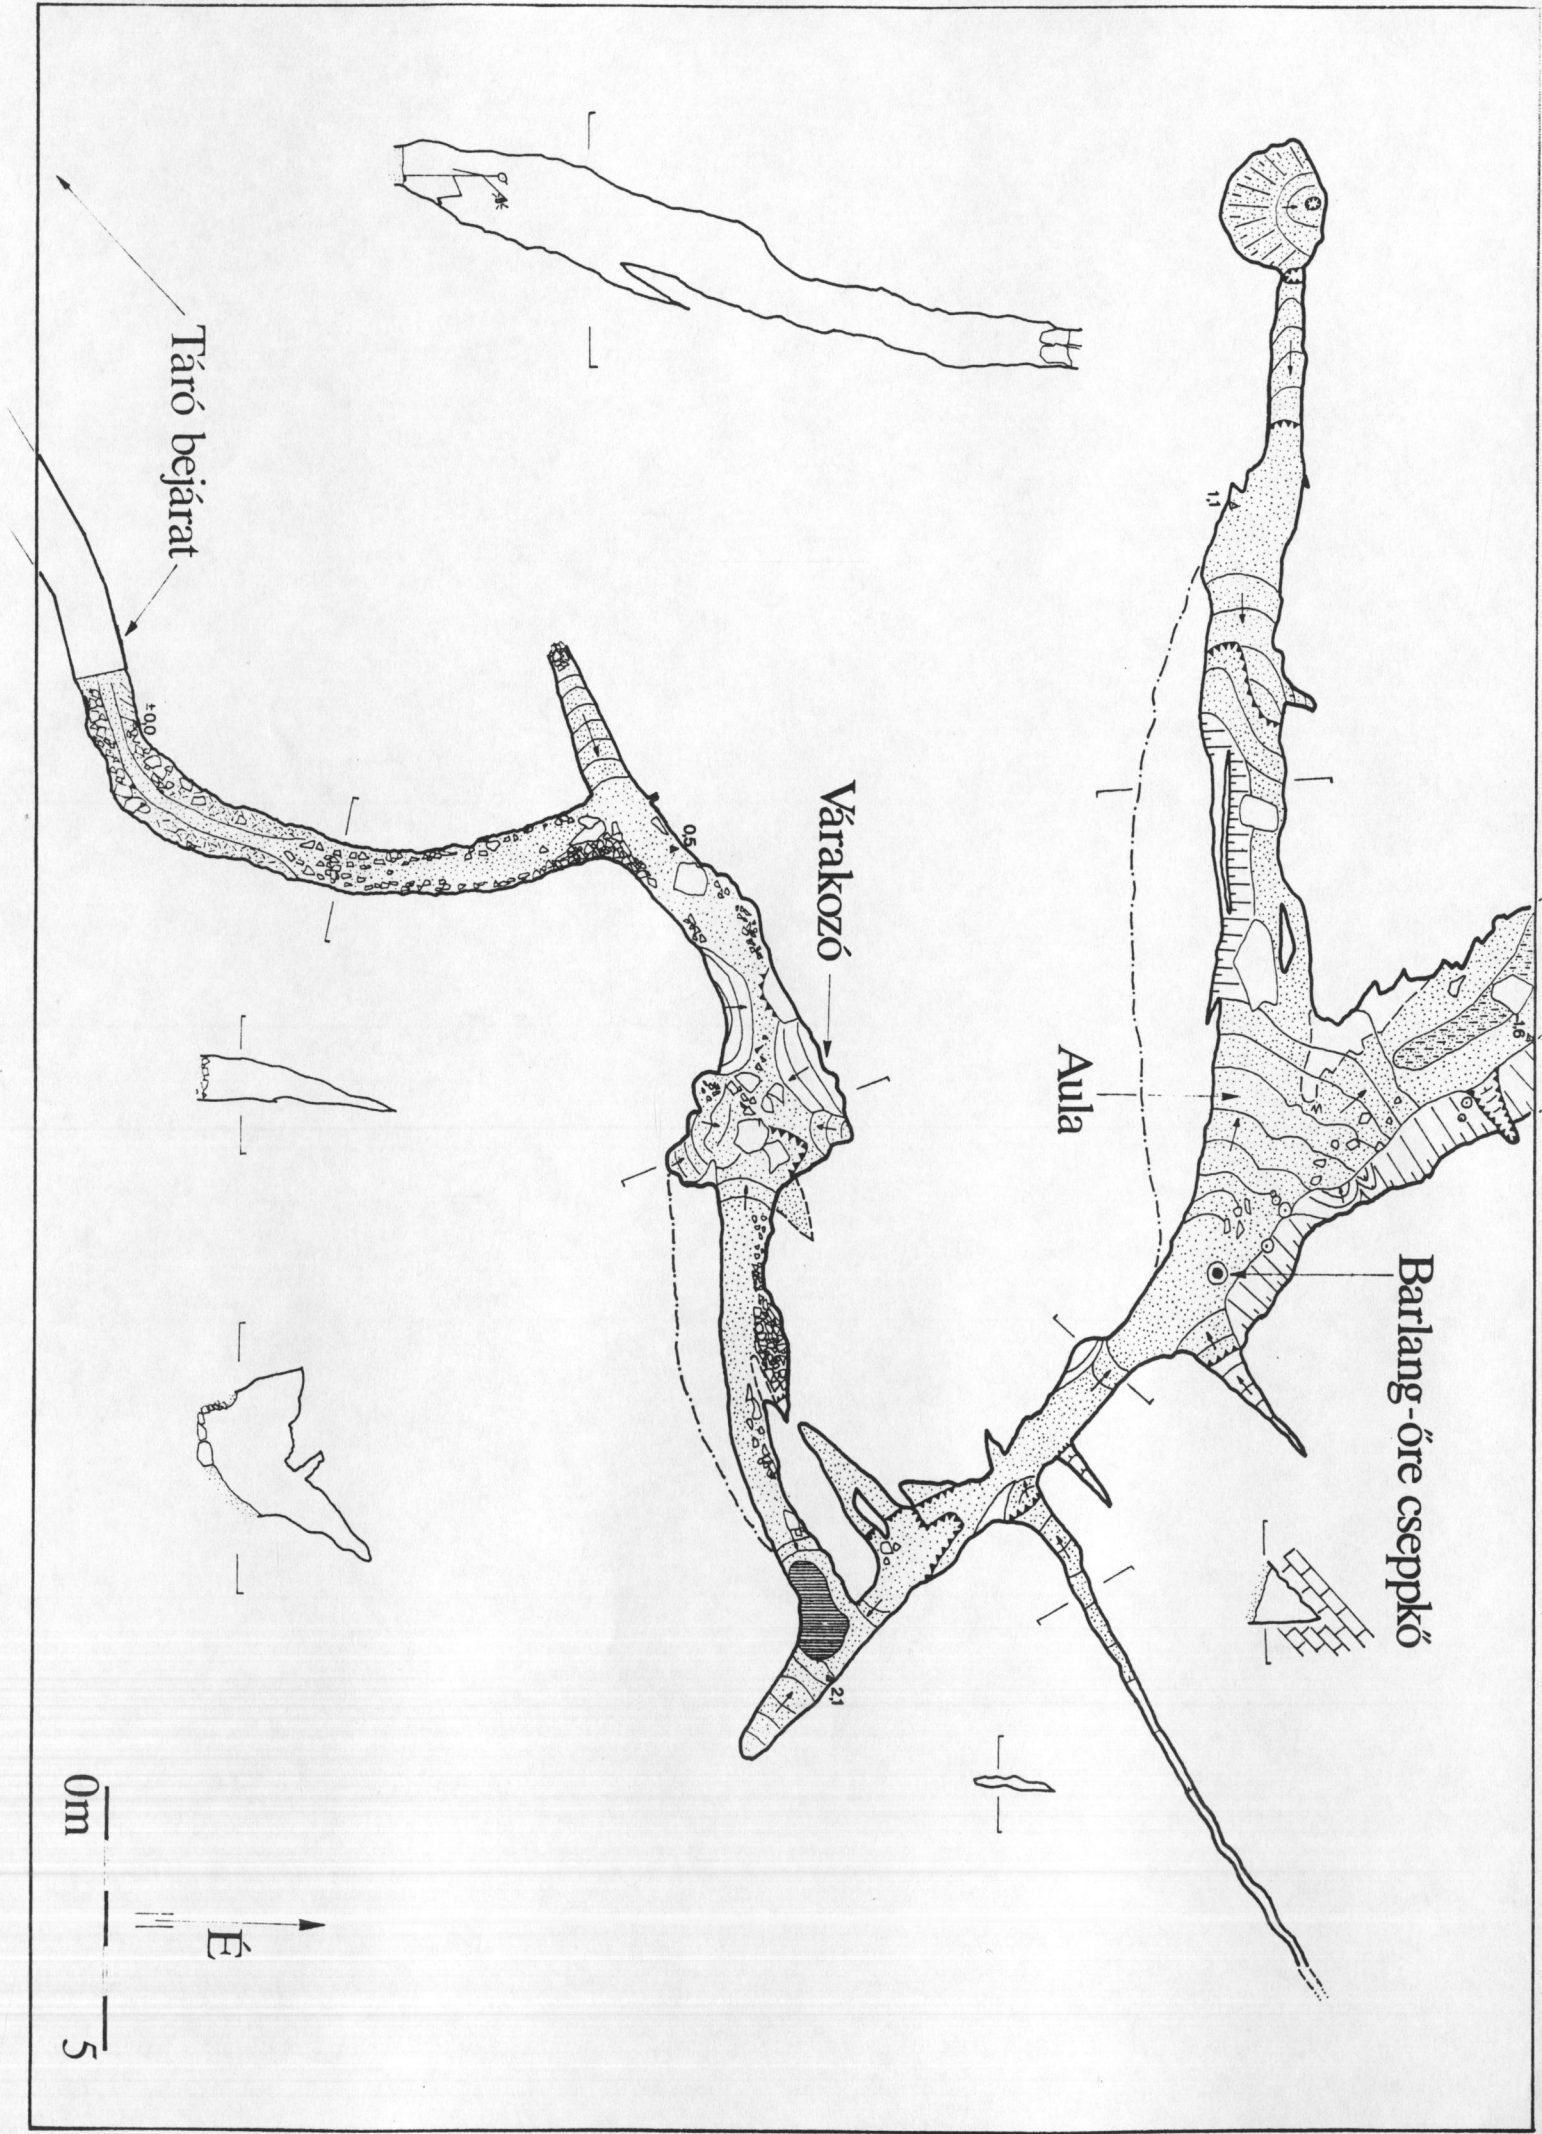 Barlang-őre cseppkő
-1,6
1,1
Aula
Várakozó
2,1
0,5
Táró bejárat
±0,0
É
0m 5